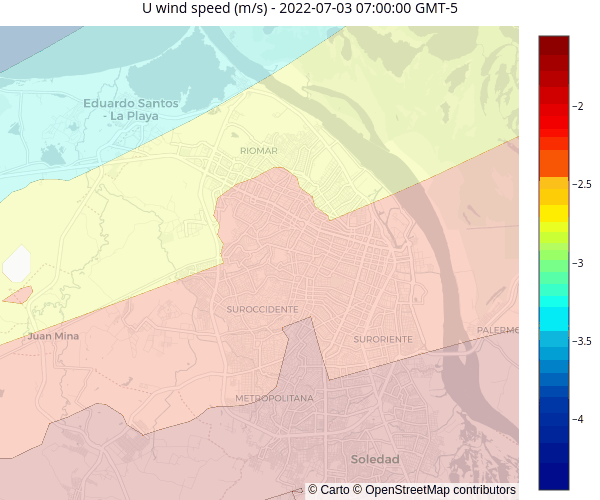 U wind speed (m/s) - 2022-07-03 07:00:00 GMT-5
Eduardo Santos
- La Playa
RIOMAR
SUROCCIDENTE
SURORIENTE
PALERMO
Juan Mina
METROPOLITANA
Soledad
© Carto © OpenStreetMap contributors
−2
−2.5
−3
−3.5
−4